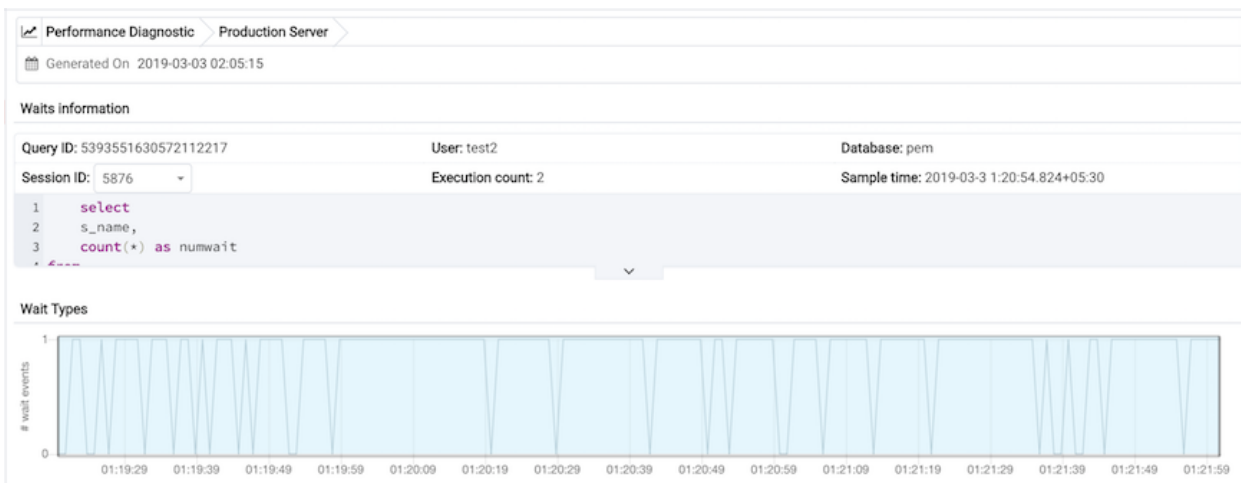 Performance Diagnostic Production Server
Generated On 2019-03-03 02:05:15
Waits information
Query ID: 5393551630572112217 User: test2 Database: pem
Session ID: 5876 Execution count: 2 Sample time: 2019-03-3 1:20:54.824+05:30
1 select
2 s_name,
3 count(*) as numwait
Wait Types
# wait events
1
0
01:19:29 01:19:39 01:19:49 01:19:59 01:20:09 01:20:19 01:20:29 01:20:39 01:20:49 01:20:59 01:21:09 01:21:19 01:21:29 01:21:39 01:21:49 01:21:59